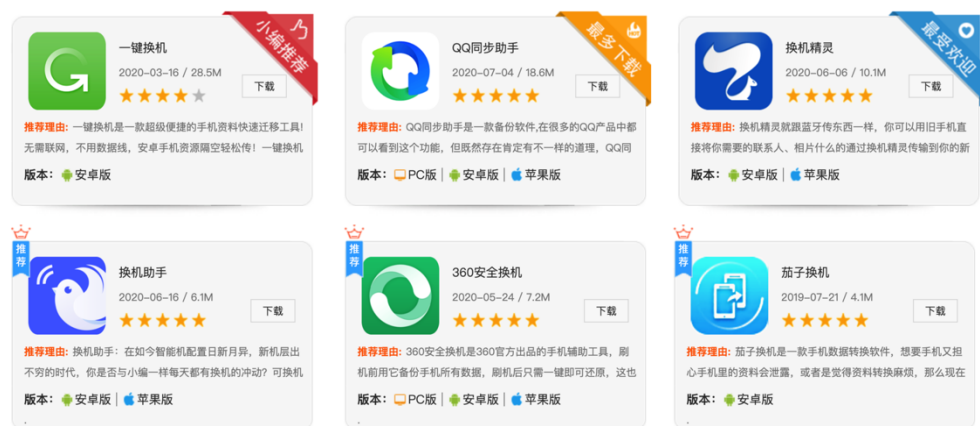 小编推荐
一键换机
2020-03-16 / 28.5M
下载
推荐理由: 一键换机是一款超级便捷的手机资料快速迁移工具!
无需联网，不用数据线，安卓手机资源隔空轻松传！一键换机
版本: 安卓版
最多下载
QQ同步助手
2020-07-04 / 18.6M
下载
推荐理由: QQ同步助手是一款备份软件,在很多的QQ产品中都
可以看到这个功能，但既然存在肯定有不一样的道理，QQ同
版本: PC版 | 安卓版 | 苹果版
最受欢迎
换机精灵
2020-06-06 / 10.1M
下载
推荐理由: 换机精灵就跟蓝牙传东西一样，你可以用旧手机直
接将你需要的联系人、相片什么的通过换机精灵传输到你的新
版本: 安卓版 | 苹果版
推荐
换机助手
2020-06-16 / 6.1M
下载
推荐理由: 换机助手：在如今智能机配置日新月异，新机层出
不穷的时代，你是否与小编一样每天都有换机的冲动？可换机
版本: 安卓版 | 苹果版
推荐
360安全换机
2020-05-24 / 7.2M
下载
推荐理由: 360安全换机是360官方出品的手机辅助工具，刷
机前用它备份手机所有数据，刷机后只需一键即可还原，这也
版本: PC版 | 安卓版 | 苹果版
推荐
茄子换机
2019-07-21 / 4.1M
下载
推荐理由: 茄子换机是一款手机数据转换软件，想要手机又担
心手机里的资料会泄露，或者是觉得资料转换麻烦，那么现在
版本: 安卓版